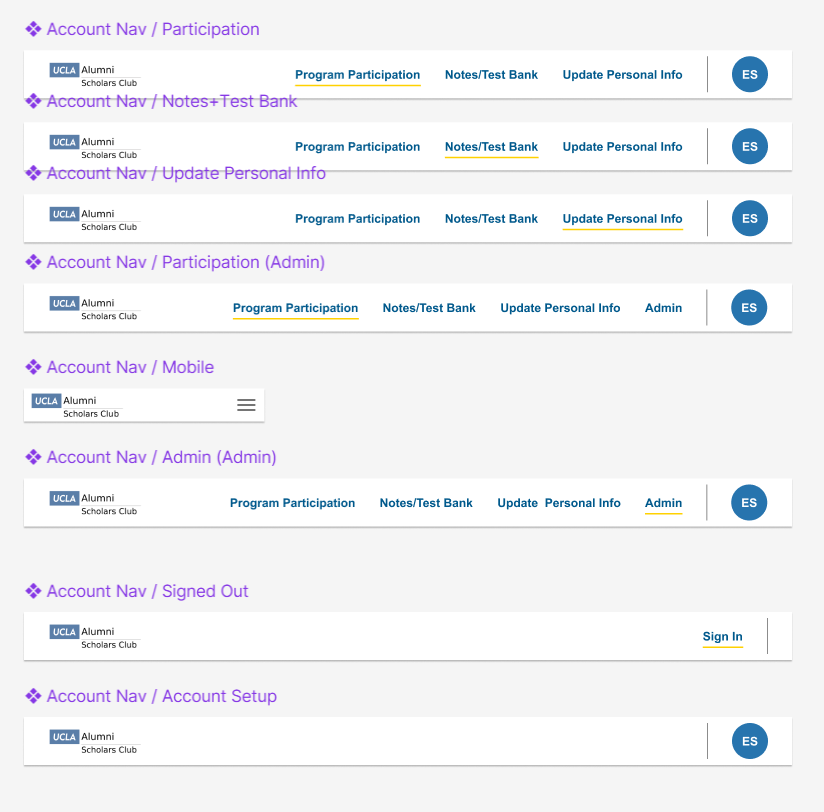 Account Nav / Participation
UCLA Alumni Scholars Club
Program Participation Notes/Test Bank Update Personal Info ES
Account Nav / Notes+Test Bank
UCLA Alumni Scholars Club
Program Participation Notes/Test Bank Update Personal Info ES
Account Nav / Update Personal Info
UCLA Alumni Scholars Club
Program Participation Notes/Test Bank Update Personal Info ES
Account Nav / Participation (Admin)
UCLA Alumni Scholars Club
Program Participation Notes/Test Bank Update Personal Info Admin ES
Account Nav / Mobile
UCLA Alumni Scholars Club
Account Nav / Admin (Admin)
UCLA Alumni Scholars Club
Program Participation Notes/Test Bank Update  Personal Info Admin ES
Account Nav / Signed Out
UCLA Alumni Scholars Club
Sign In
Account Nav / Account Setup
UCLA Alumni Scholars Club
ES